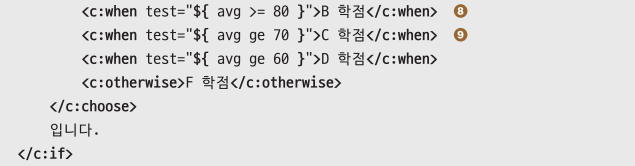 <c:when test="${ avg >= 80 }">B 학점</c:when> ❽
<c:when test="${ avg ge 70 }">C 학점</c:when> ❾
<c:when test="${ avg ge 60 }">D 학점</c:when>
<c:otherwise>F 학점</c:otherwise>
</c:choose>
입니다.
</c:if>